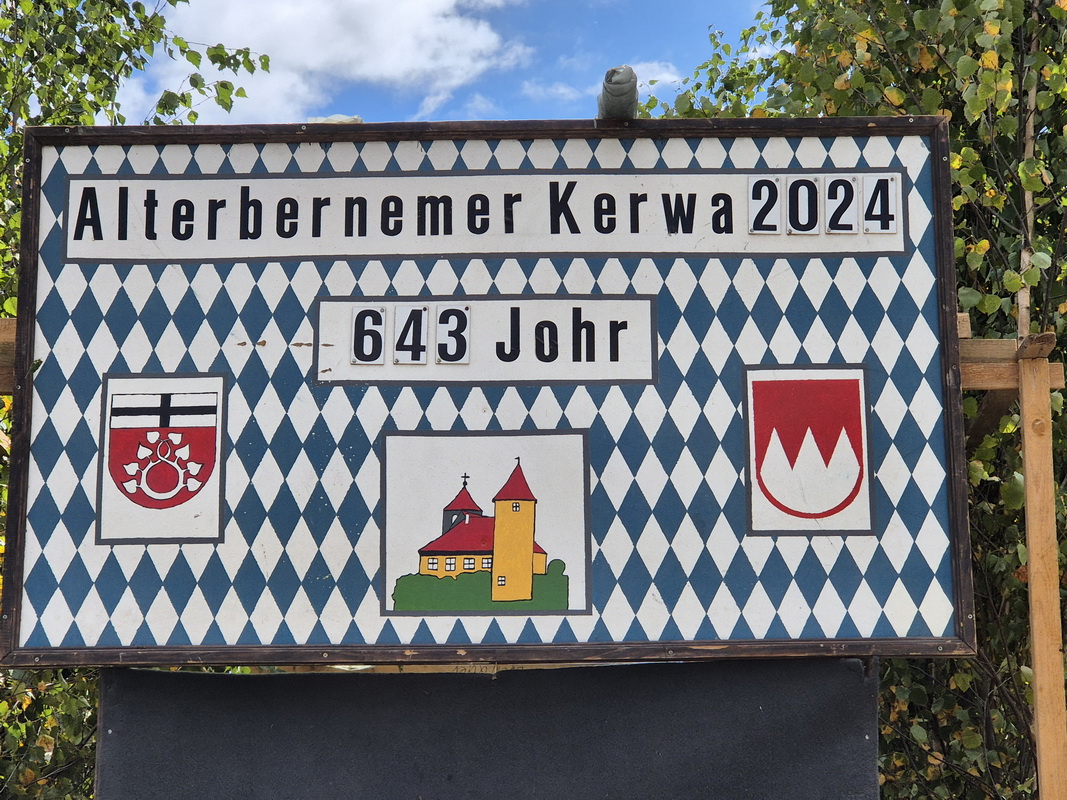 Alterbernemer Kerwa 2024
643 Johr